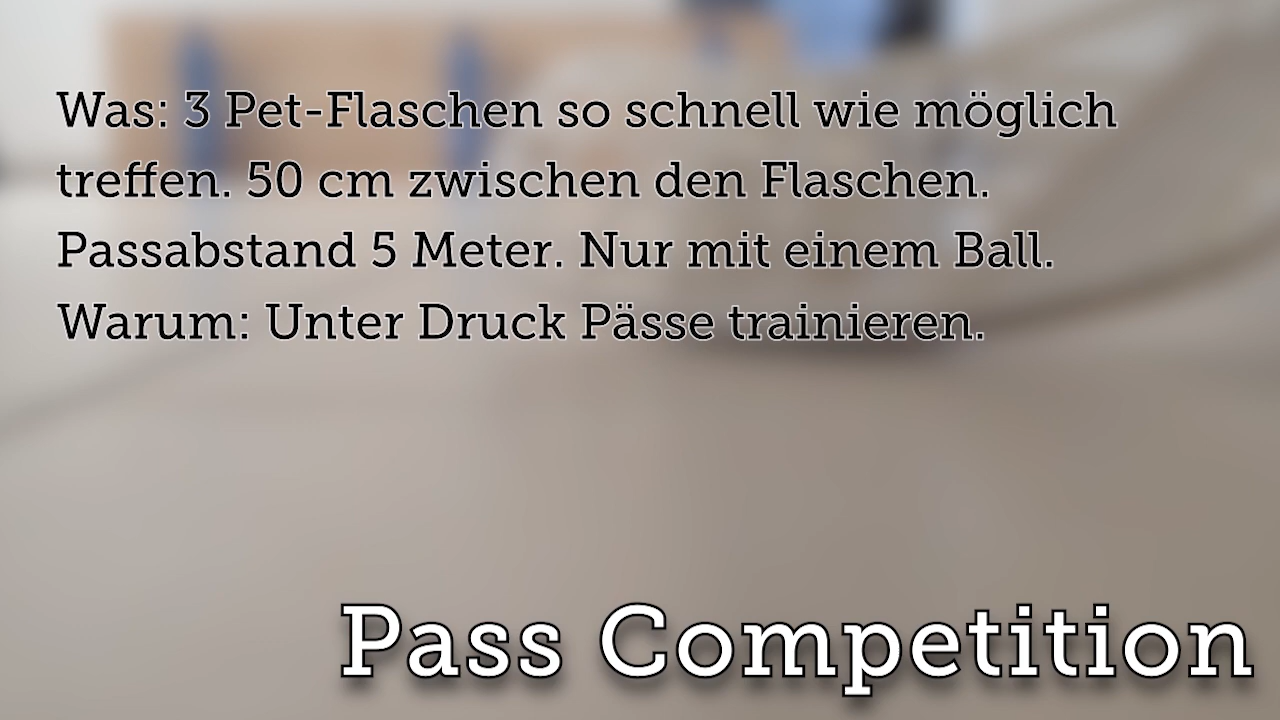 Was: 3 Pet-Flaschen so schnell wie möglich
treffen. 50 cm zwischen den Flaschen.
Passabstand 5 Meter. Nur mit einem Ball.
Warum: Unter Druck Pässe trainieren.
Pass Competition